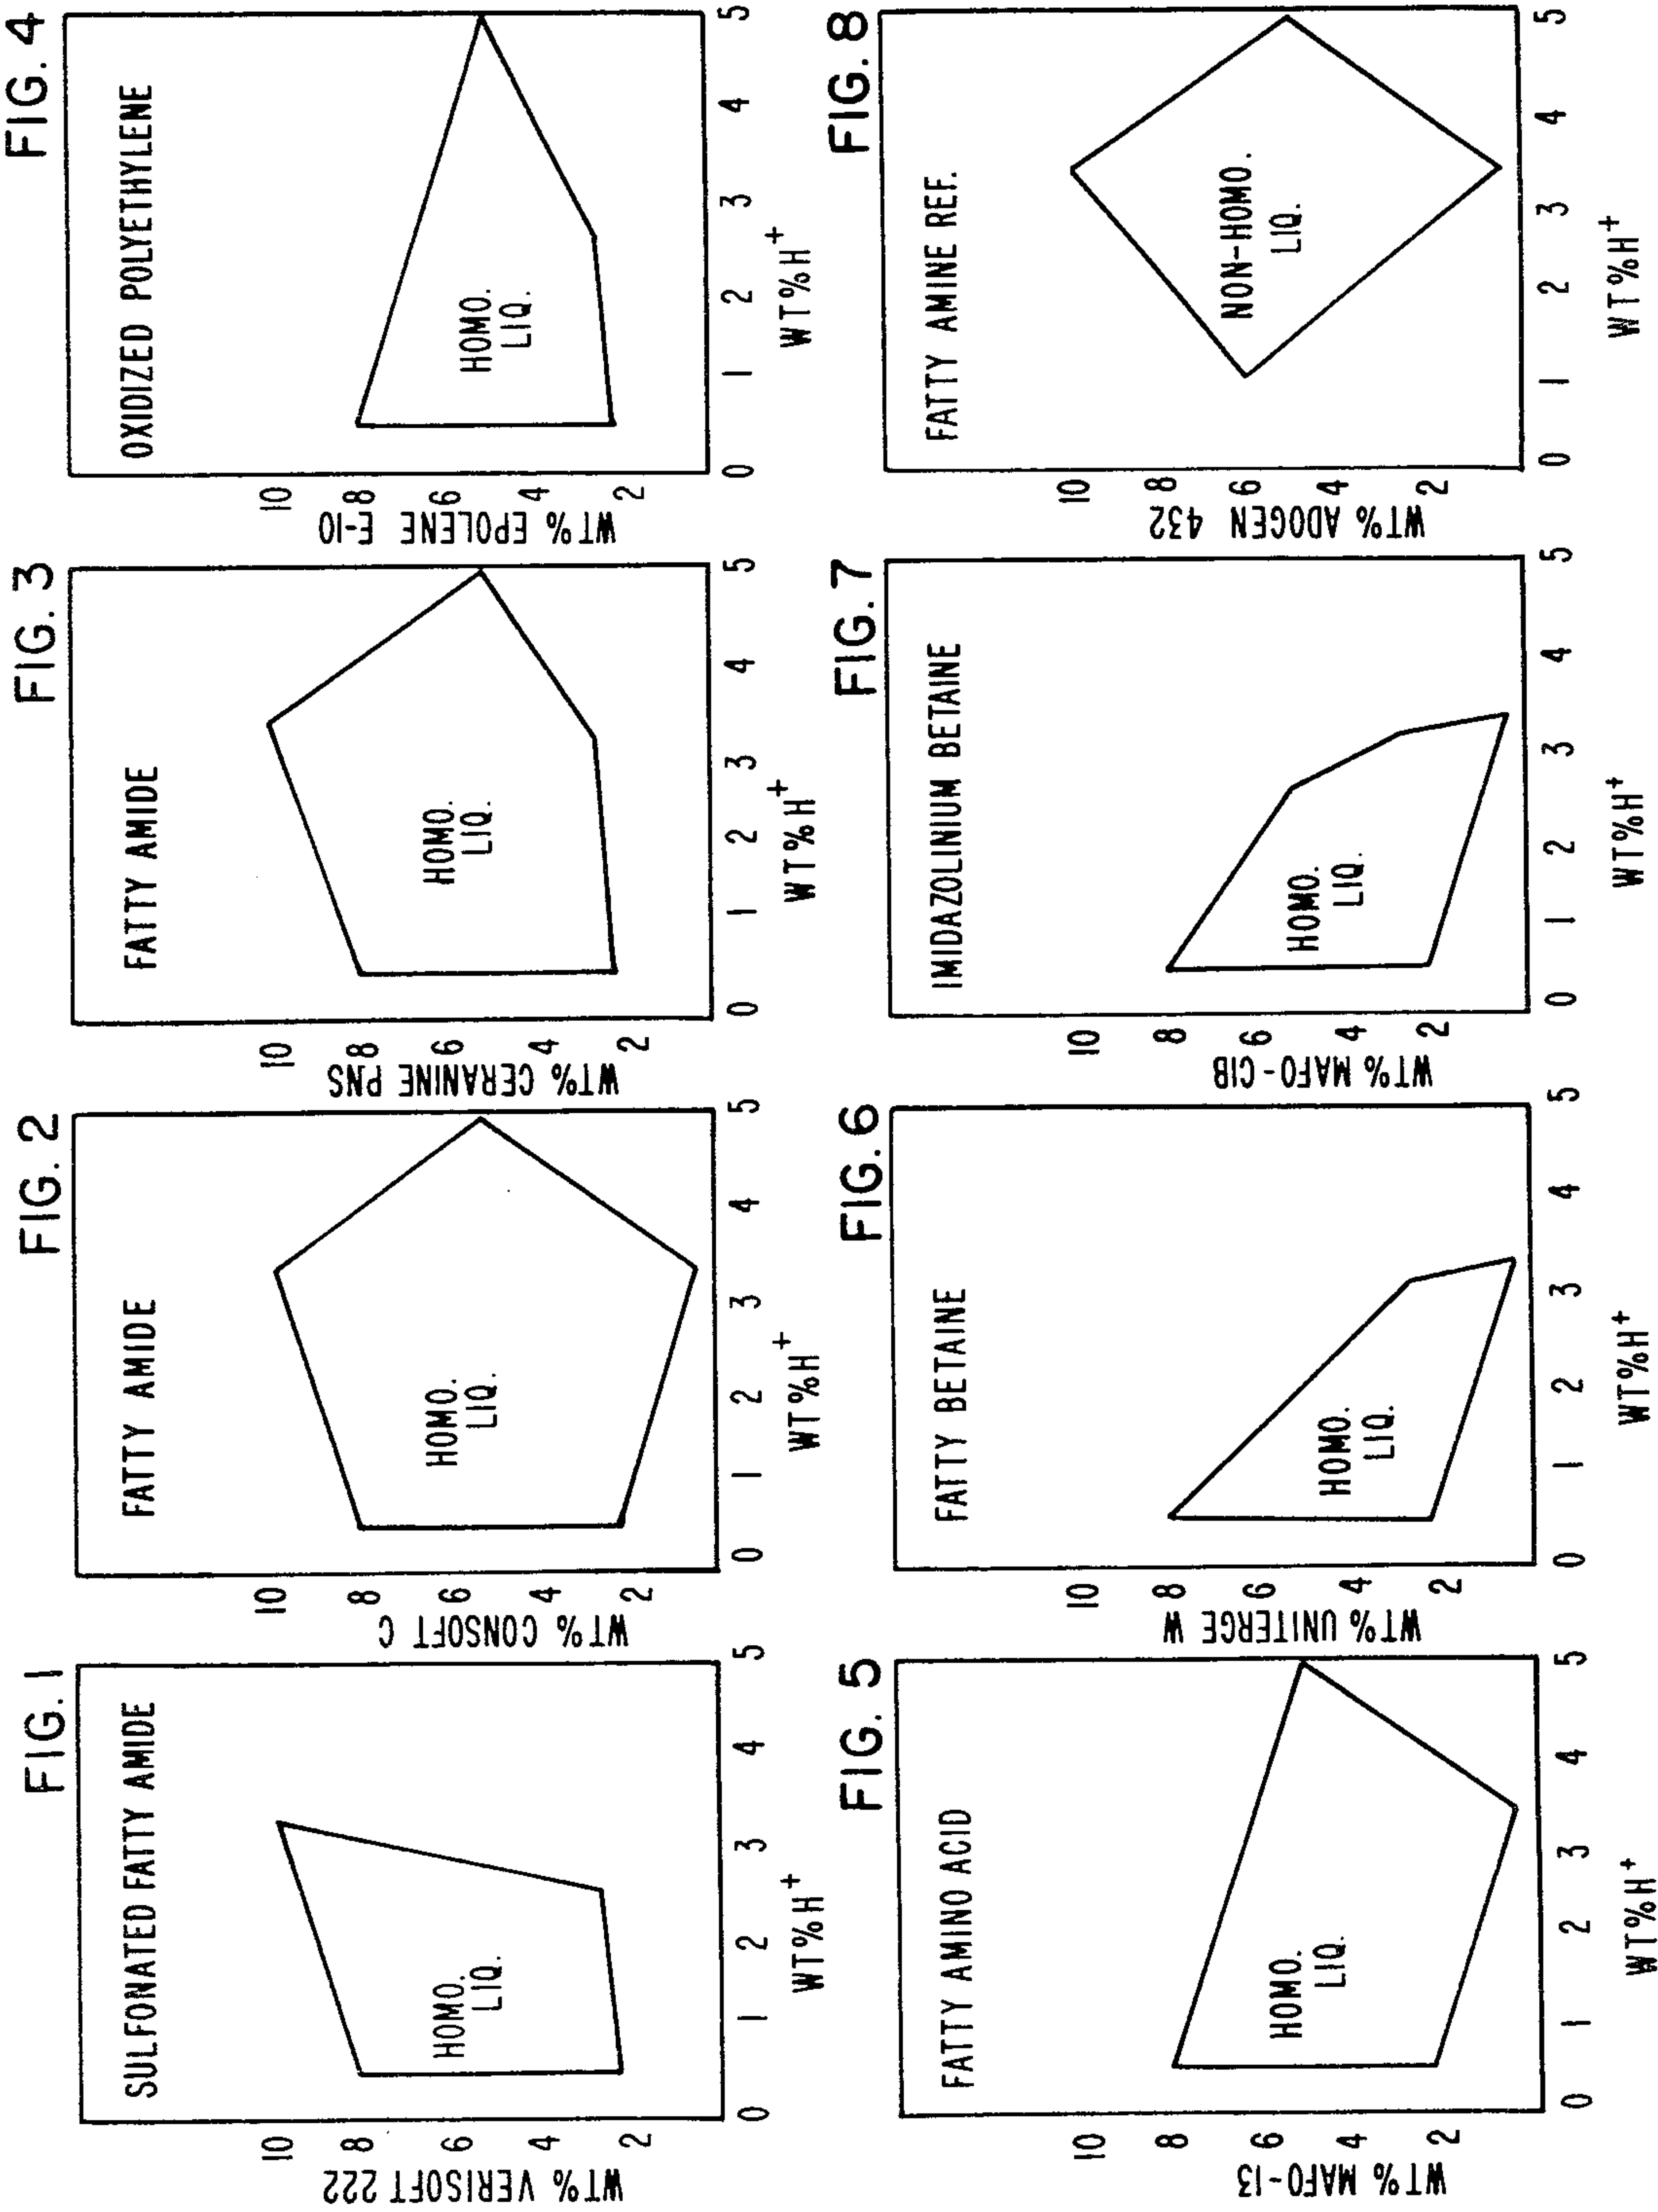 FIG. 1
SULFONATED FATTY AMIDE
WT% VERISOFT 222
10
8
6
4
2
HOMO.
LIQ.
0 1 2 3 4 5
WT%H+
FIG. 2
FATTY AMIDE
WT% CONSOFT C
10
8
6
4
2
HOMO.
LIQ.
0 1 2 3 4 5
WT%H+
FIG. 3
FATTY AMIDE
WT% CERANINE PNS
10
8
6
4
2
HOMO.
LIQ.
0 1 2 3 4 5
WT%H+
FIG. 4
OXIDIZED POLYETHYLENE
WT% EPOLENE E-10
10
8
6
4
2
HOMO.
LIQ.
0 1 2 3 4 5
WT%H+
FIG. 5
FATTY AMINO ACID
WT% MAFO-13
10
8
6
4
2
HOMO.
LIQ.
0 1 2 3 4 5
WT%H+
FIG. 6
FATTY BETAINE
WT% UNITERGE W
10
8
6
4
2
HOMO.
LIQ.
0 1 2 3 4 5
WT%H+
FIG. 7
IMIDAZOLINIUM BETAINE
WT% MAFO-CIB
10
8
6
4
2
HOMO.
LIQ.
0 1 2 3 4 5
WT%H+
FIG. 8
FATTY AMINE REF.
WT% ADOGEN 432
10
8
6
4
2
NON-HOMO.
LIQ.
0 1 2 3 4 5
WT%H+